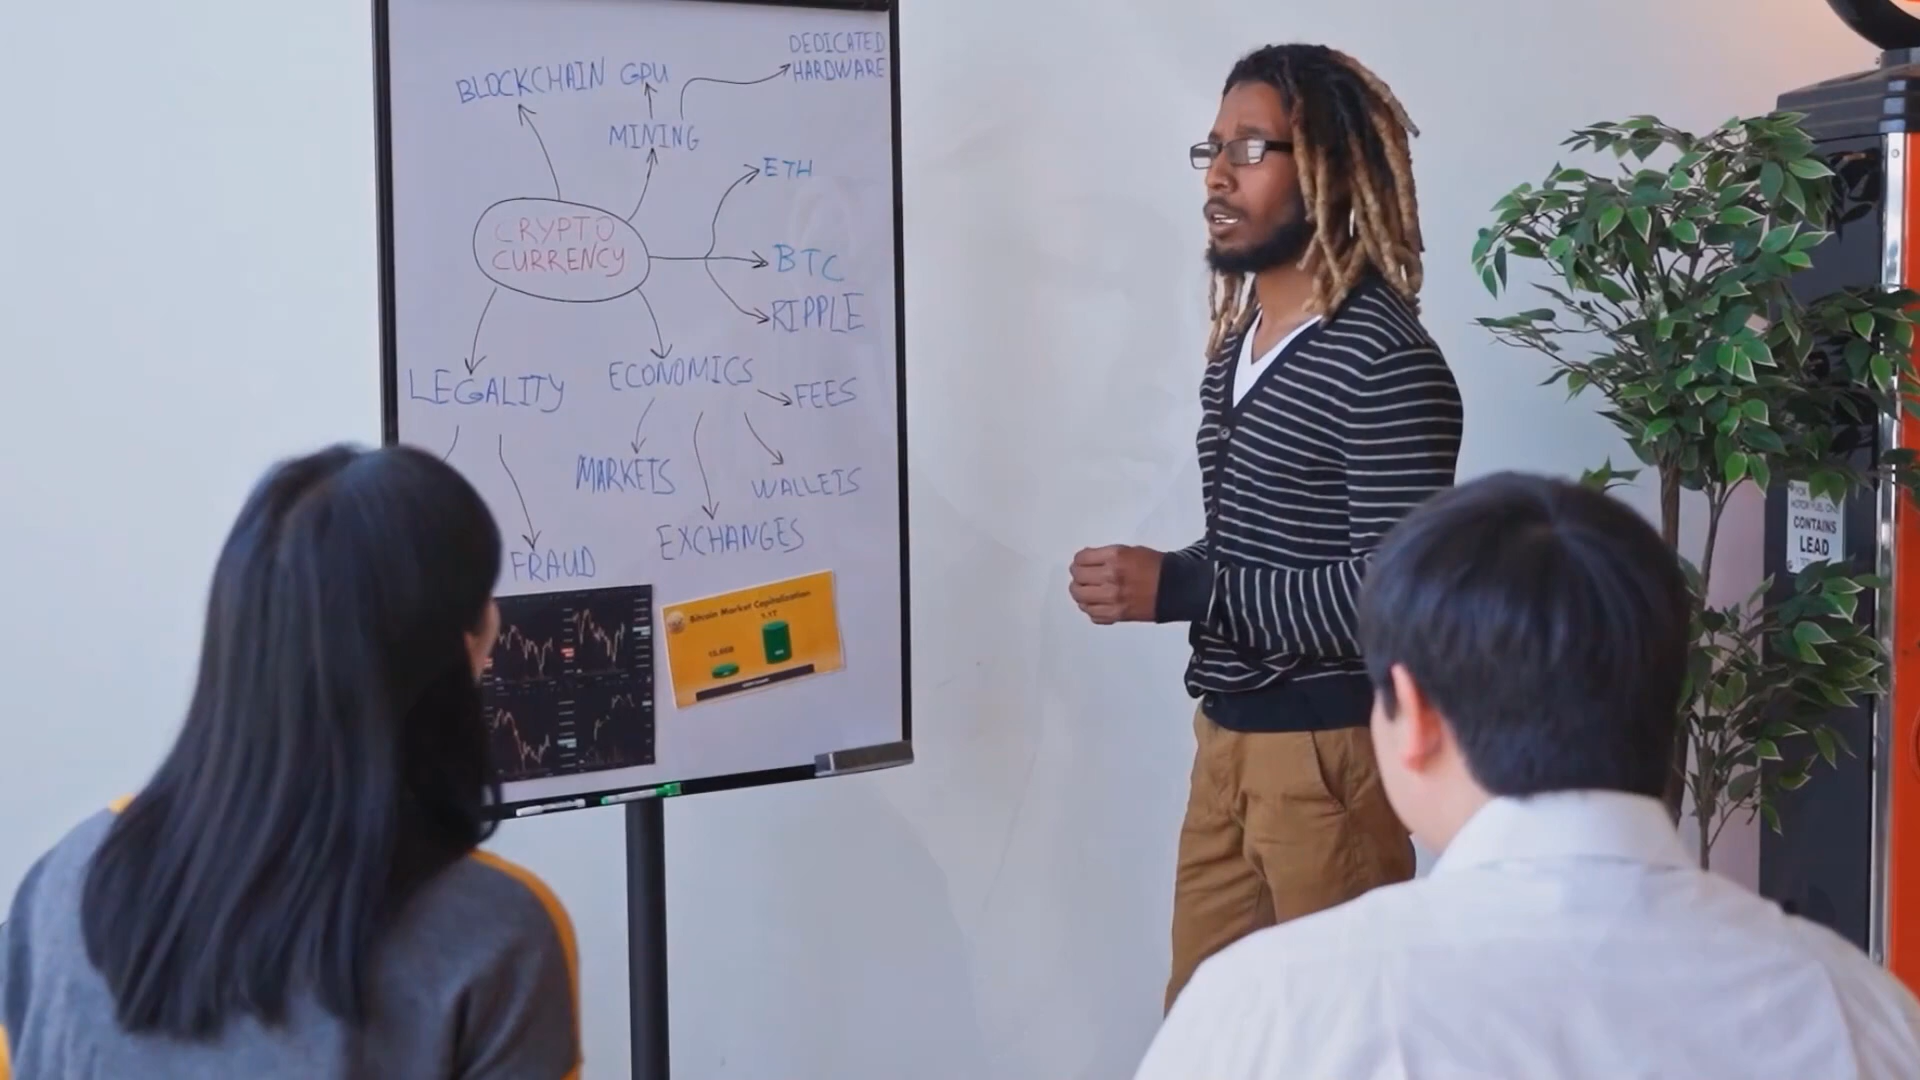 DEDICATED
HARDWARE
BLOCKCHAIN GPU
MINING
ETH
CRYPTO
CURRENCY
BTC
RIPPLE
LEGALITY
ECONOMICS
FEES
MARKETS
WALLETS
EXCHANGES
FRAUD
Bitcoin Market Capitalization
CONTAINS
LEAD